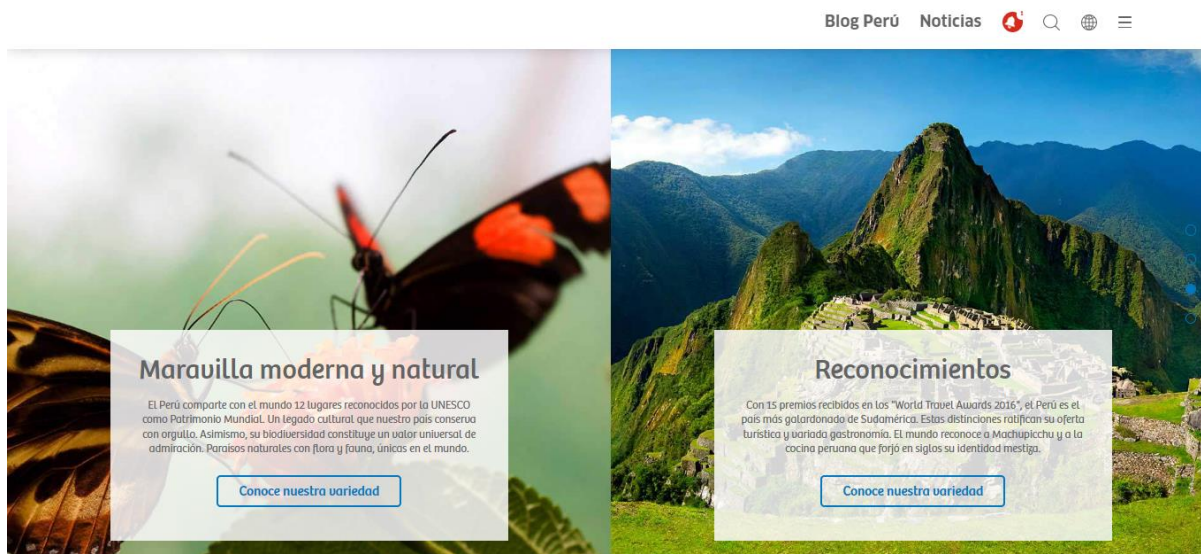 Blog Perú Noticias
1
Maravilla moderna y natural
El Perú comparte con el mundo 12 lugares reconocidos por la UNESCO
como Patrimonio Mundial. Un legado cultural que nuestro país conserva
con orgullo. Asimismo, su biodiversidad constituye un valor universal de
admiración. Paraísos naturales con flora y fauna, únicas en el mundo.
Conoce nuestra variedad
Reconocimientos
Con 15 premios recibidos en los "World Travel Awards 2016", el Perú es el
país más galardonado de Sudamérica. Estas distinciones ratifican su oferta
turística y variada gastronomía. El mundo reconoce a Machupicchu y a la
cocina peruana que forjó en siglos su identidad mestiza.
Conoce nuestra variedad